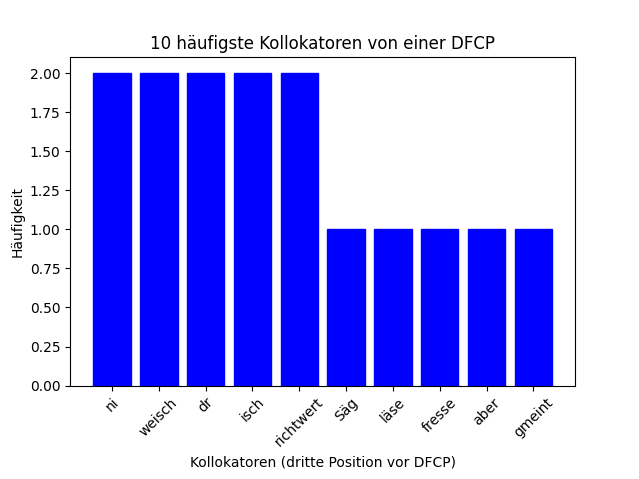 10 häufigste Kollokatoren von einer DFCP
Häufigkeit
2.00
1.75
1.50
1.25
1.00
0.75
0.50
0.25
0.00
ni
weisch
dr
isch
richtwert
Säg
läse
fresse
aber
gmeint
Kollokatoren (dritte Position vor DFCP)